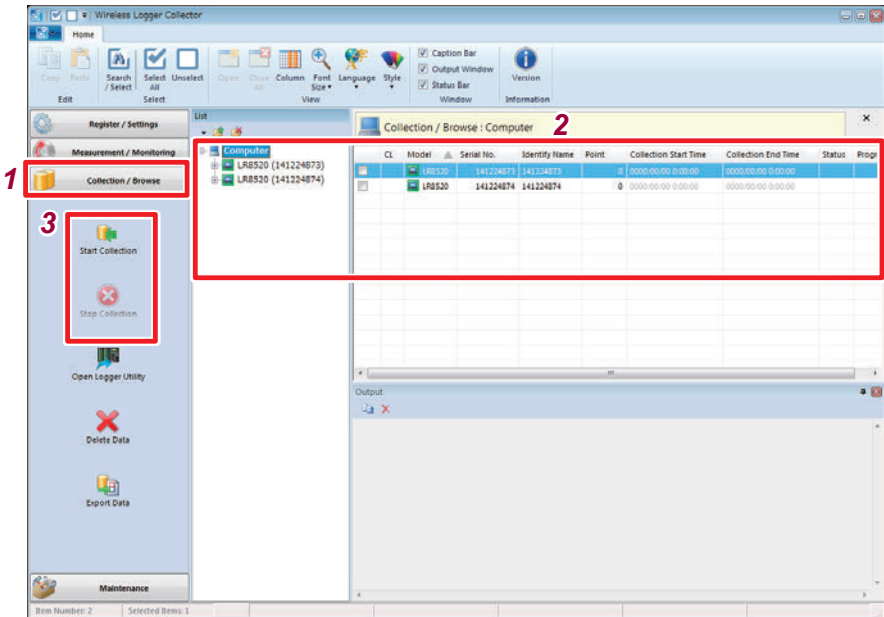 Wireless Logger Collector
Home
Copy Paste Search / Select Select All Unselect Open Close All Column Font Size Language Style Version
Caption Bar
Output Window
Status Bar
Edit Select View Window Information
Register / Settings
Measurement / Monitoring
1 Collection / Browse
3
Start Collection
Stop Collection
Open Logger Utility
Delete Data
Export Data
Maintenance
List
Computer
LR8520 (141224873)
LR8520 (141224874)
Collection / Browse : Computer 2
CL Model Serial No. Identify Name Point Collection Start Time Collection End Time Status Progr
LR8520 141224873 141224873 0 0000/00/00 0:00:00 0000/00/00 0:00:00
LR8520 141224874 141224874 0 0000/00/00 0:00:00 0000/00/00 0:00:00
Output
Item Number: 2 Selected Items: 1